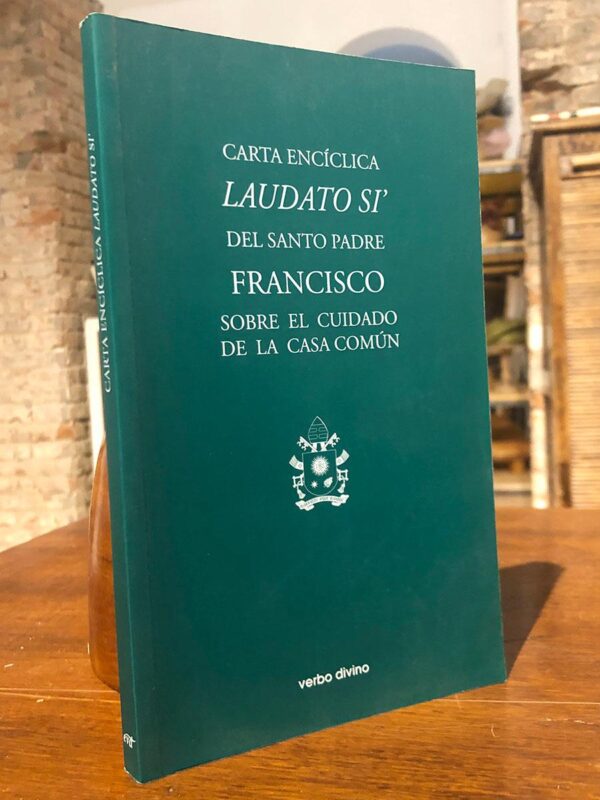 CARTA ENCÍCLICA
LAUDATO SI’
DEL SANTO PADRE
FRANCISCO
SOBRE EL CUIDADO
DE LA CASA COMÚN
verbo divino
CARTA ENCÍCLICA LAUDATO SI’